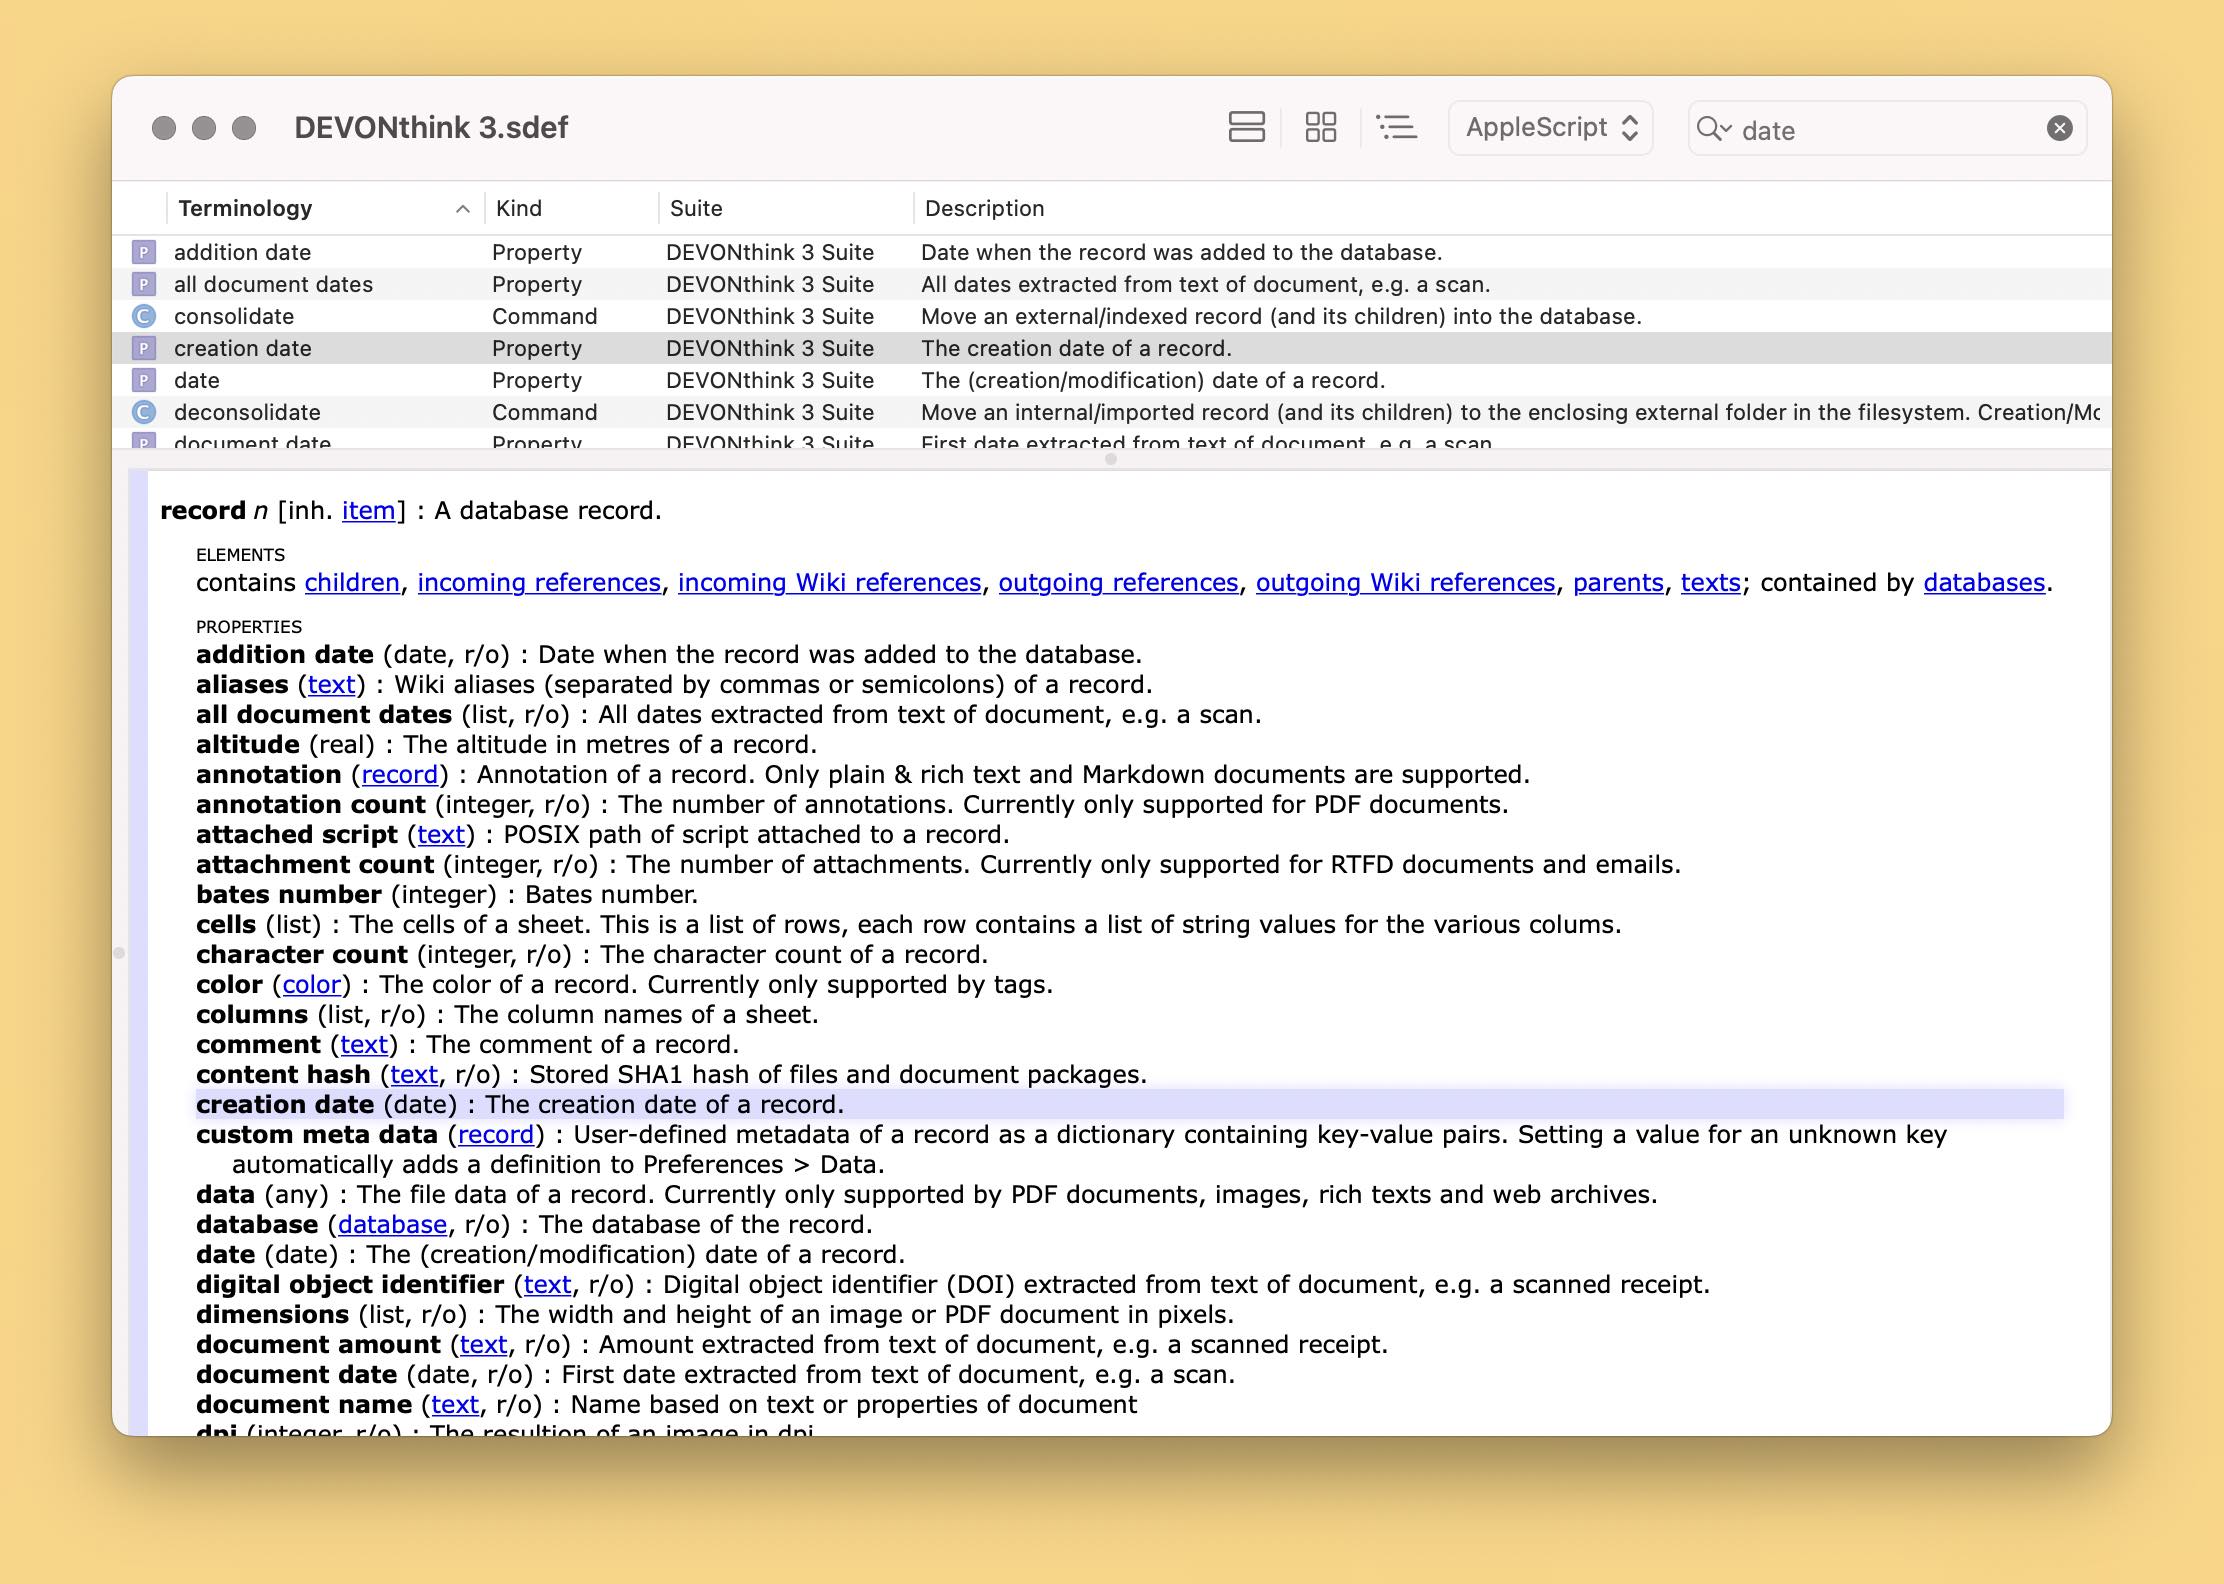 DEVONthink 3.sdef
AppleScript
date
Terminology Kind Suite Description
P addition date Property DEVONthink 3 Suite Date when the record was added to the database.
P all document dates Property DEVONthink 3 Suite All dates extracted from text of document, e.g. a scan.
C consolidate Command DEVONthink 3 Suite Move an external/indexed record (and its children) into the database.
P creation date Property DEVONthink 3 Suite The creation date of a record.
P date Property DEVONthink 3 Suite The (creation/modification) date of a record.
C deconsolidate Command DEVONthink 3 Suite Move an internal/imported record (and its children) to the enclosing external folder in the filesystem. Creation/Mc
P document date Property DEVONthink 3 Suite First date extracted from text of document, e.g. a scan
record n [inh. item] : A database record.
ELEMENTS
contains children, incoming references, incoming Wiki references, outgoing references, outgoing Wiki references, parents, texts; contained by databases.
PROPERTIES
addition date (date, r/o) : Date when the record was added to the database.
aliases (text) : Wiki aliases (separated by commas or semicolons) of a record.
all document dates (list, r/o) : All dates extracted from text of document, e.g. a scan.
altitude (real) : The altitude in metres of a record.
annotation (record) : Annotation of a record. Only plain & rich text and Markdown documents are supported.
annotation count (integer, r/o) : The number of annotations. Currently only supported for PDF documents.
attached script (text) : POSIX path of script attached to a record.
attachment count (integer, r/o) : The number of attachments. Currently only supported for RTFD documents and emails.
bates number (integer) : Bates number.
cells (list) : The cells of a sheet. This is a list of rows, each row contains a list of string values for the various colums.
character count (integer, r/o) : The character count of a record.
color (color) : The color of a record. Currently only supported by tags.
columns (list, r/o) : The column names of a sheet.
comment (text) : The comment of a record.
content hash (text, r/o) : Stored SHA1 hash of files and document packages.
creation date (date) : The creation date of a record.
custom meta data (record) : User-defined metadata of a record as a dictionary containing key-value pairs. Setting a value for an unknown key
automatically adds a definition to Preferences > Data.
data (any) : The file data of a record. Currently only supported by PDF documents, images, rich texts and web archives.
database (database, r/o) : The database of the record.
date (date) : The (creation/modification) date of a record.
digital object identifier (text, r/o) : Digital object identifier (DOI) extracted from text of document, e.g. a scanned receipt.
dimensions (list, r/o) : The width and height of an image or PDF document in pixels.
document amount (text, r/o) : Amount extracted from text of document, e.g. a scanned receipt.
document date (date, r/o) : First date extracted from text of document, e.g. a scan.
document name (text, r/o) : Name based on text or properties of document
dpi (integer, r/o) : The resultion of an image in dpi